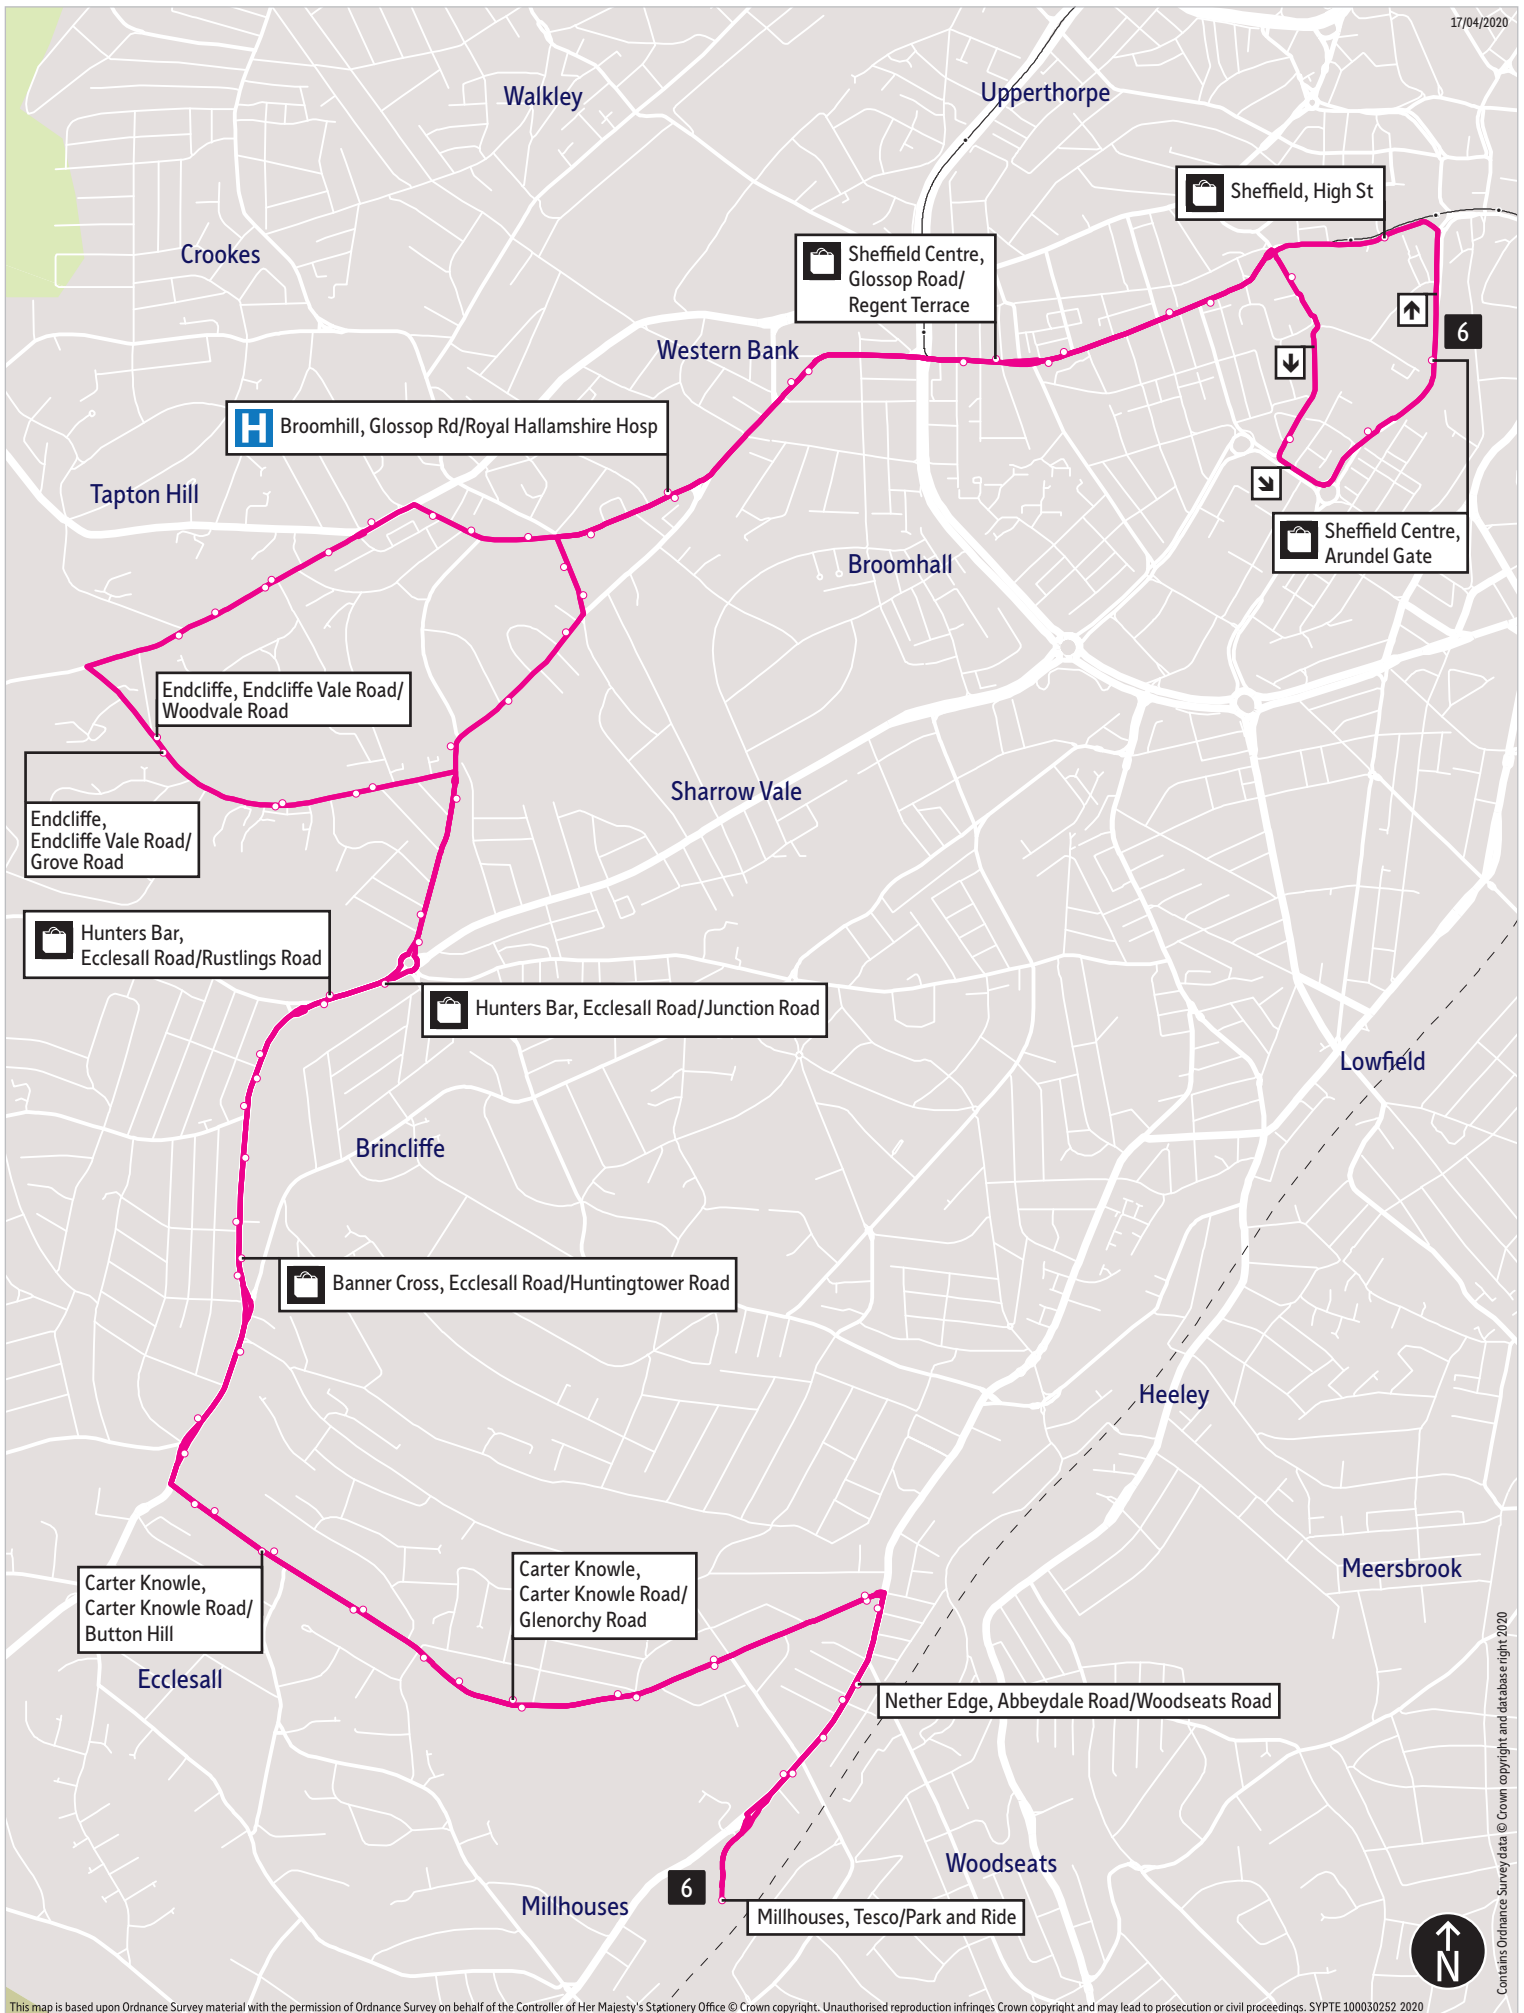 17/04/2020
Walkley
Upperthorpe
Sheffield, High St
Crookes
Sheffield Centre,
Glossop Road/
Regent Terrace
6
Western Bank
H
Broomhill, Glossop Rd/Royal Hallamshire Hosp
Tapton Hill
Sheffield Centre,
Arundel Gate
Broomhall
Endcliffe, Endcliffe Vale Road/
Woodvale Road
Sharrow Vale
Endcliffe,
Endcliffe Vale Road/
Grove Road
Hunters Bar,
Ecclesall Road/Rustlings Road
Hunters Bar, Ecclesall Road/Junction Road
Lowfield
Brincliffe
Banner Cross, Ecclesall Road/Huntingtower Road
Heeley
Carter Knowle,
Carter Knowle Road/
Glenorchy Road
Meersbrook
Carter Knowle,
Carter Knowle Road/
Button Hill
Ecclesall
Nether Edge, Abbeydale Road/Woodseats Road
Woodseats
6
Millhouses
Millhouses, Tesco/Park and Ride
N
Contains Ordnance Survey data © Crown copyright and database right 2020
This map is based upon Ordnance Survey material with the permission of Ordnance Survey on behalf of the Controller of Her Majesty's Stationery Office © Crown copyright. Unauthorised reproduction infringes Crown copyright and may lead to prosecution or civil proceedings. SYPTE 100030252 2020